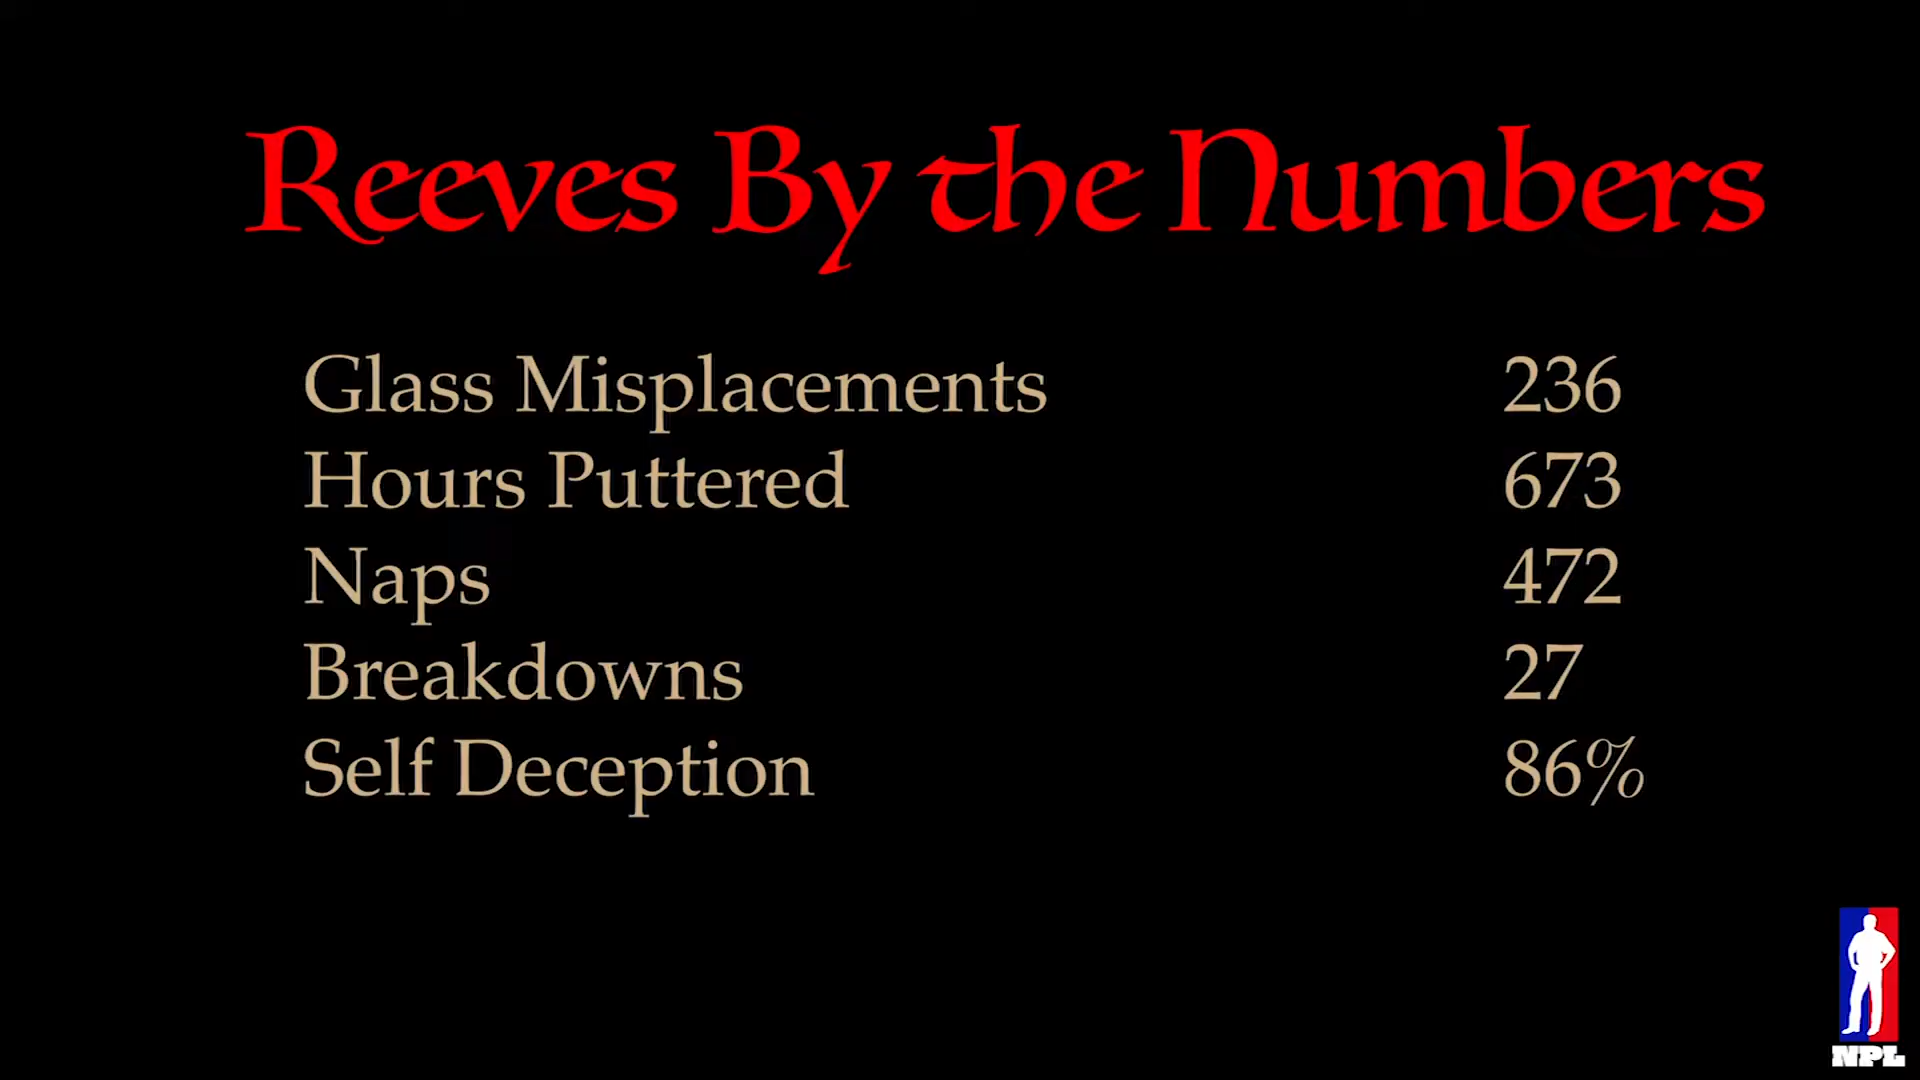 Reeves By the Numbers
Glass Misplacements 236
Hours Puttered 673
Naps 472
Breakdowns 27
Self Deception 86%
NPL